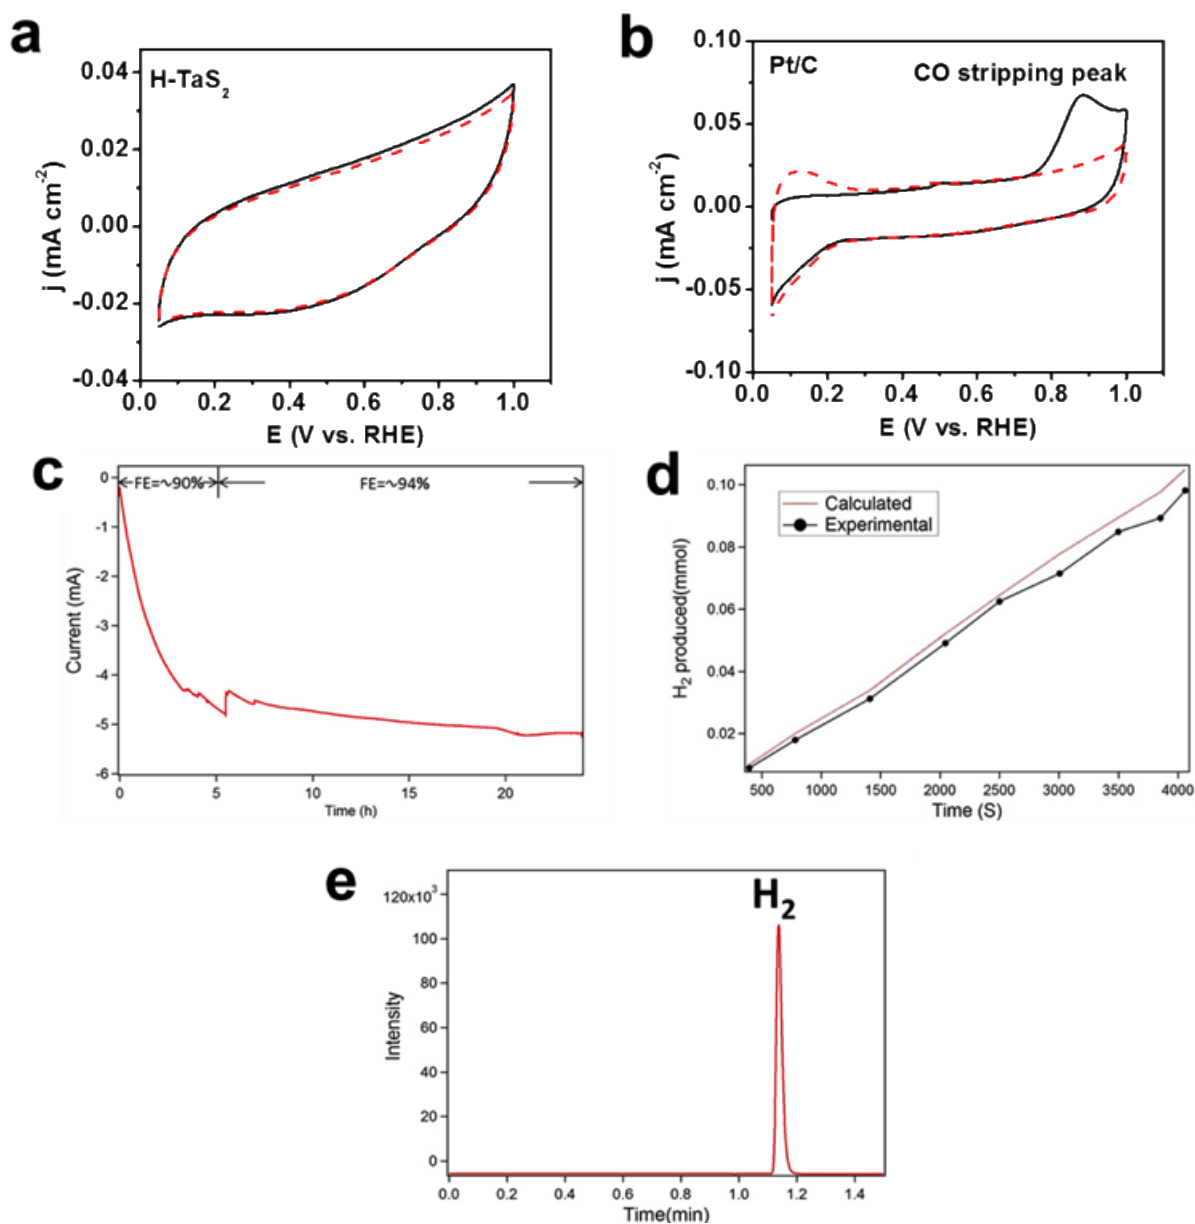 a
H-TaS2
0.04
0.02
0.00
-0.02
-0.04
j (mA cm-2)
0.2
0.4
0.6
0.8
1.0
E (V vs. RHE)
b
Pt/C
CO stripping peak
0.10
0.05
0.00
-0.05
-0.10
j (mA cm-2)
0.0
0.2
0.4
0.6
0.8
1.0
E (V vs. RHE)
c
FE=~90%
FE=~94%
0
-1
-2
-3
-4
-5
-6
Current (mA)
0
5
10
15
20
Time (h)
d
Calculated
Experimental
0.10
0.08
0.06
0.04
0.02
H2 produced(mmol)
500
1000
1500
2000
2500
3000
3500
4000
Time (S)
e
H2
120x103
100
80
60
40
20
0
Intensity
0.0
0.2
0.4
0.6
0.8
1.0
1.2
1.4
Time(min)